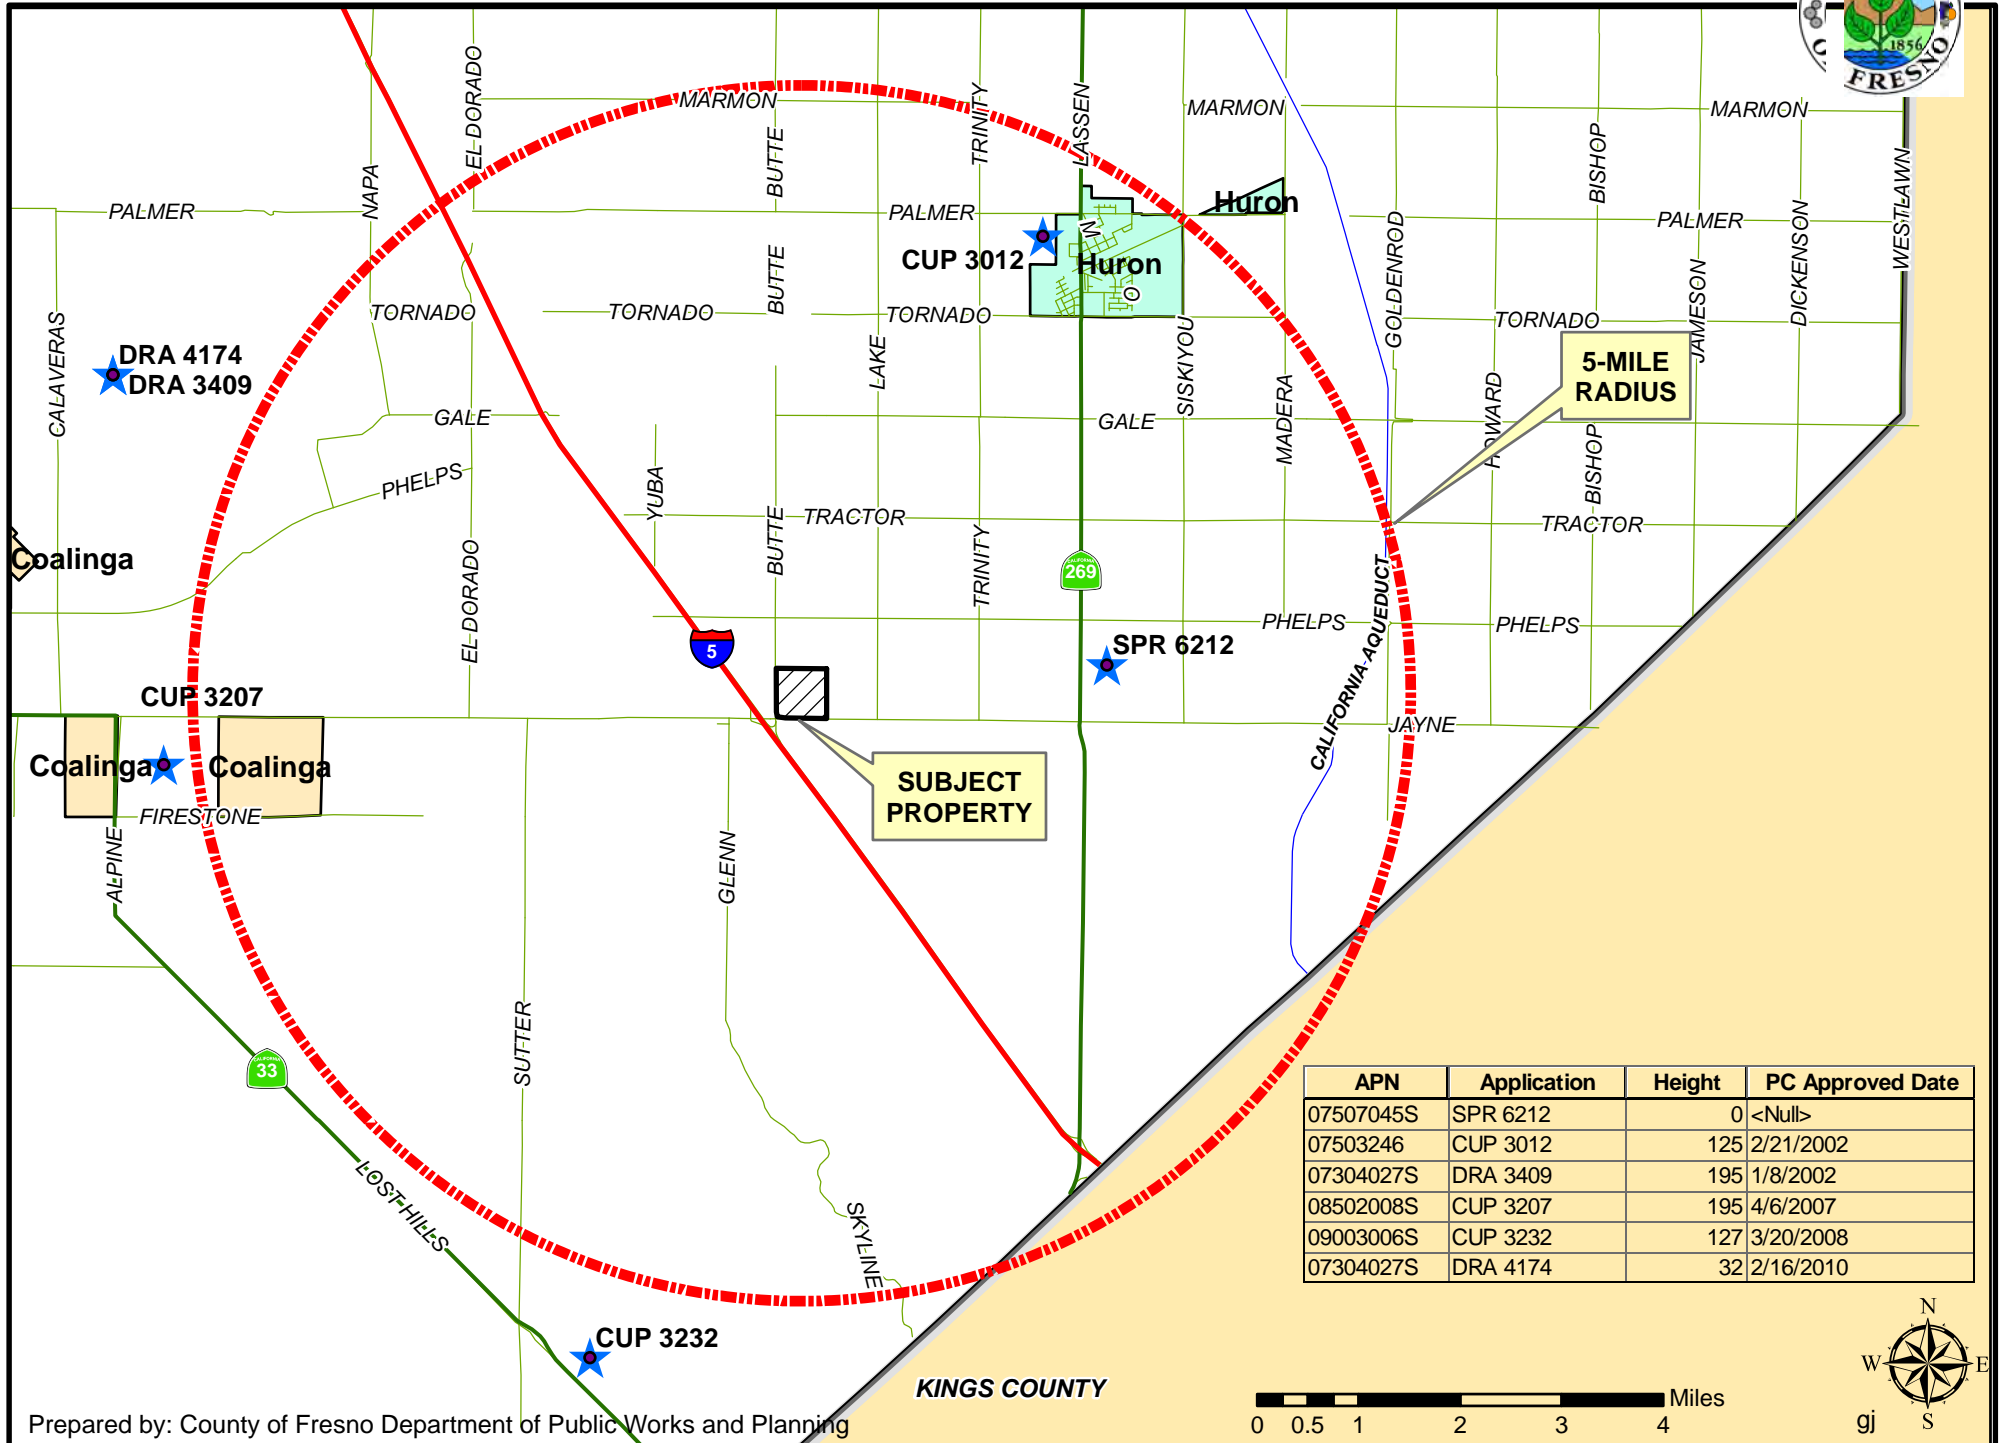 1856
O
FRESNO
EL DORADO
MARMON
BUTTE
TRINITY
LASSEN
MARMON
BISHOP
MARMON
WESTLAWN
NAPA
PALMER
PALMER
Huron
PALMER
CUP 3012
W
Huron
O
BUTTE
GOLDENROD
JAMESON
DICKENSON
CALAVERAS
TORNADO
TORNADO
TORNADO
TORNADO
DRA 4174
DRA 3409
LAKE
SISKIYOU
MADERA
5-MILE
RADIUS
GALE
GALE
HOWARD
BISHOP
PHELPS
YUBA
BUTTE
TRACTOR
TRACTOR
Coalinga
EL DORADO
TRINITY
CALIFORNIA
269
CALIFORNIA AQUEDUCT
PHELPS
PHELPS
5
SPR 6212
CUP 3207
JAYNE
Coalinga
Coalinga
SUBJECT
PROPERTY
FIRESTONE
ALPINE
GLENN
SUTTER
CALIFORNIA
33
LOST HILLS
SKYLINE
APN Application Height PC Approved Date
07507045S SPR 6212 0 <Null>
07503246 CUP 3012 125 2/21/2002
07304027S DRA 3409 195 1/8/2002
08502008S CUP 3207 195 4/6/2007
09003006S CUP 3232 127 3/20/2008
07304027S DRA 4174 32 2/16/2010
CUP 3232
KINGS COUNTY
N
W E
S
Miles
0 0.5 1 2 3 4
gj
Prepared by: County of Fresno Department of Public Works and Planning